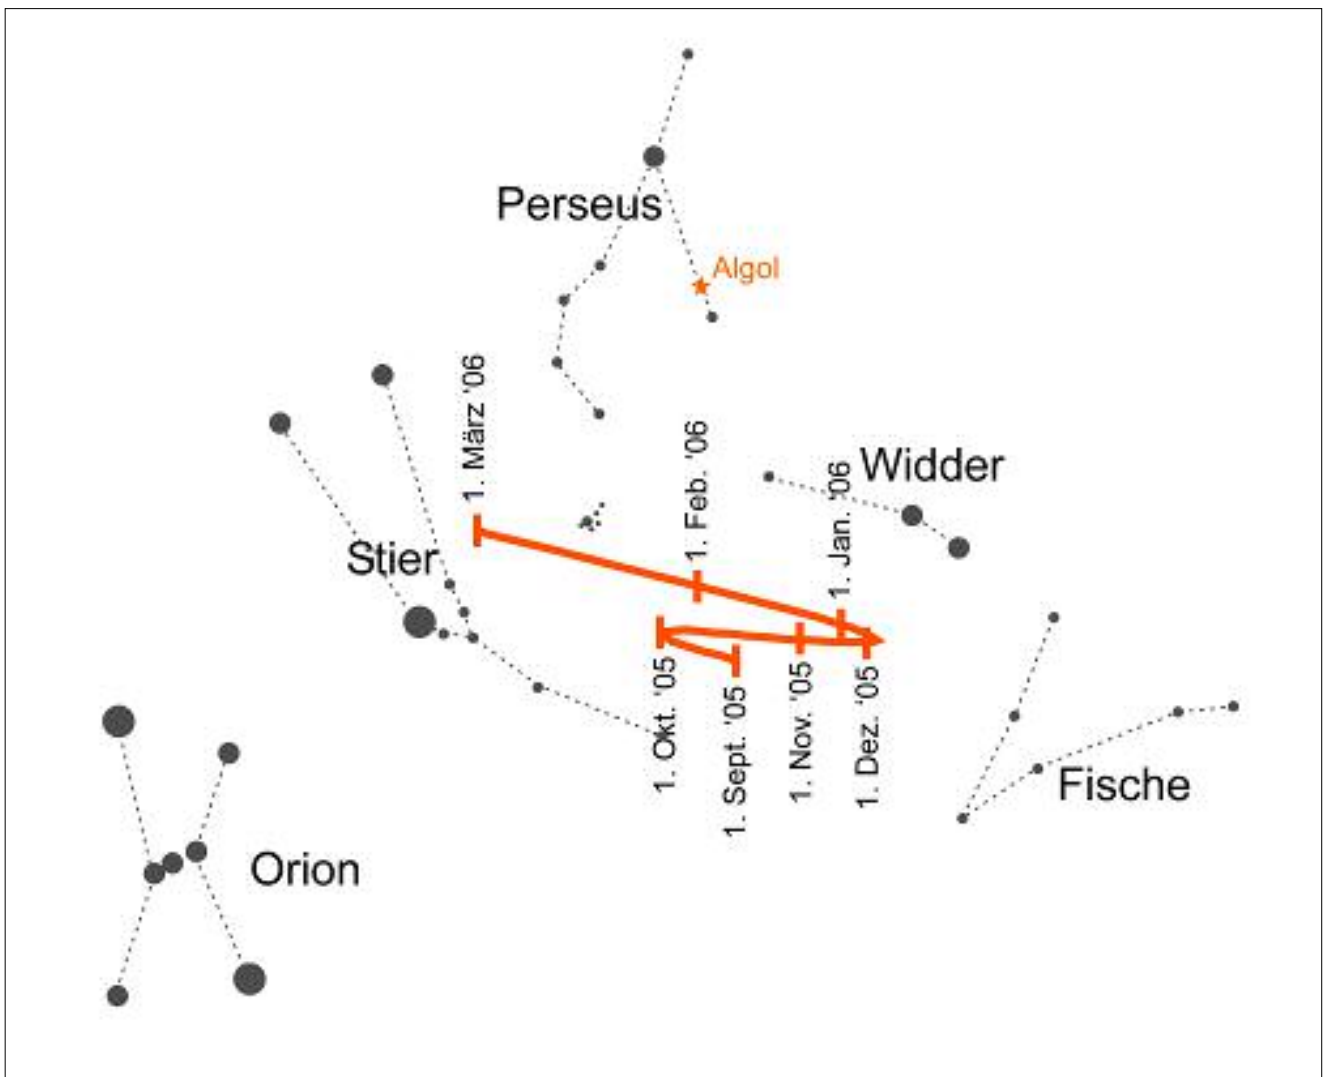 Perseus
Algol
1. März '06
1. Feb. '06
Widder
1. Jan. '06
Stier
1. Okt. '05
1. Sept. '05
1. Nov. '05
1. Dez. '05
Fische
Orion